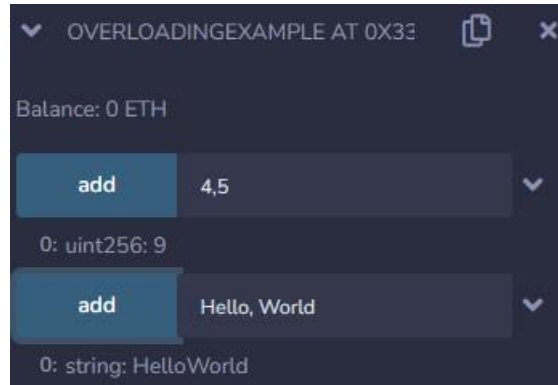 OVERLOADINGEXAMPLE AT 0X33
Balance: 0 ETH
add 4,5
0: uint256: 9
add Hello, World
0: string: HelloWorld